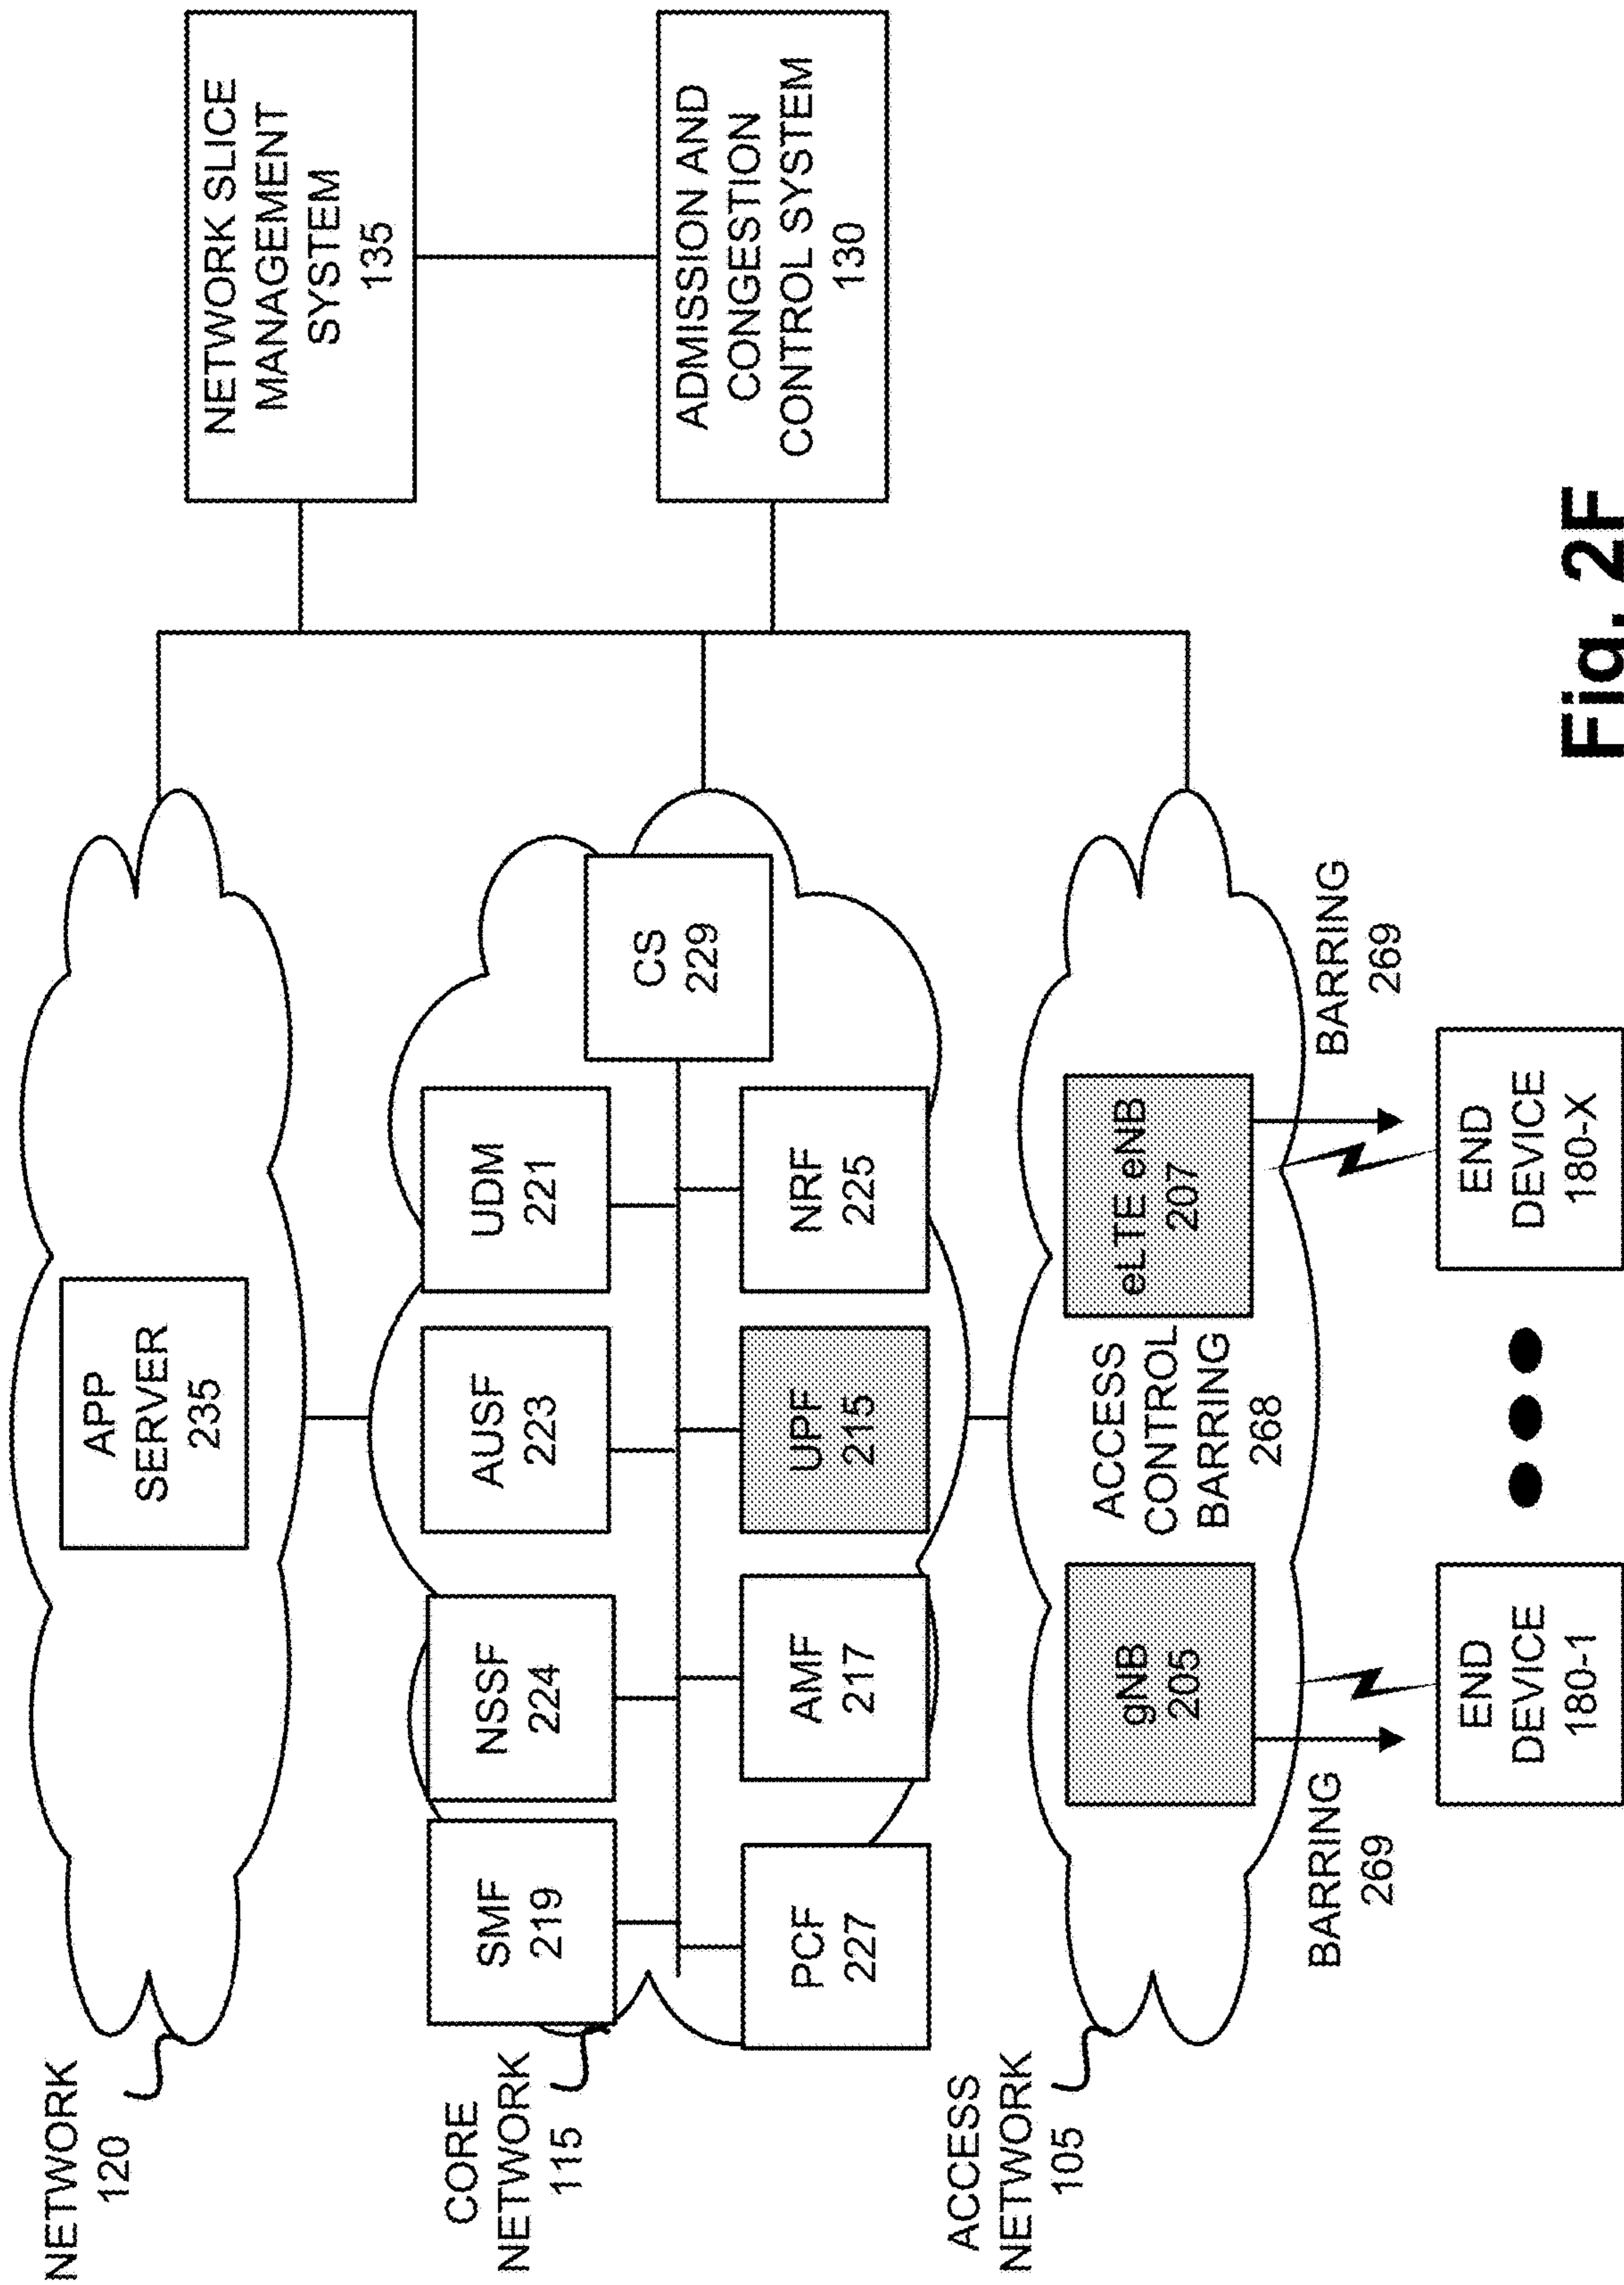 NETWORK
120
APP
SERVER
235
NETWORK SLICE
MANAGEMENT
SYSTEM
135
CORE
NETWORK
115
SMF
219
NSSF
224
AUSF
223
UDM
221
CS
229
PCF
227
AMF
217
UPF
215
NRF
225
ADMISSION AND
CONGESTION
CONTROL SYSTEM
130
ACCESS
NETWORK
105
gNB
205
ACCESS
CONTROL
BARRING
268
eLTE eNB
207
BARRING
269
BARRING
269
END
DEVICE
180-1
END
DEVICE
180-X
Fig. 2F